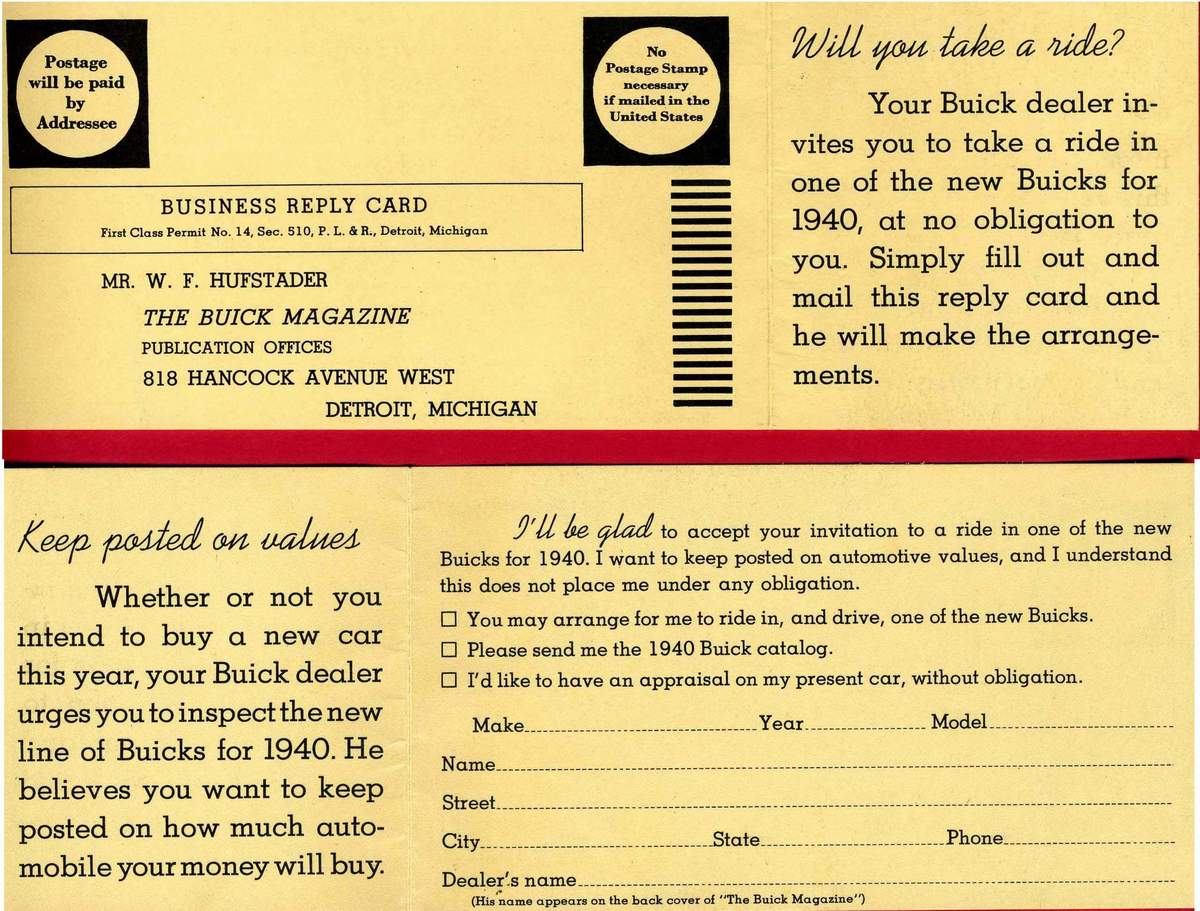 Postage
will be paid
by
Addressee
No
Postage Stamp
necessary
if mailed in the
United States
BUSINESS REPLY CARD
First Class Permit No. 14, Sec. 510, P. L. & R., Detroit, Michigan
MR. W. F. HUFSTADER
THE BUICK MAGAZINE
PUBLICATION OFFICES
818 HANCOCK AVENUE WEST
DETROIT, MICHIGAN
Will you take a ride?
Your Buick dealer in-
vites you to take a ride in
one of the new Buicks for
1940, at no obligation to
you. Simply fill out and
mail this reply card and
he will make the arrange-
ments.
Keep posted on values
Whether or not you
intend to buy a new car
this year, your Buick dealer
urges you to inspect the new
line of Buicks for 1940. He
believes you want to keep
posted on how much auto-
mobile your money will buy.
I'll be glad to accept your invitation to a ride in one of the new
Buicks for 1940. I want to keep posted on automotive values, and I understand
this does not place me under any obligation.
☐ You may arrange for me to ride in, and drive, one of the new Buicks.
☐ Please send me the 1940 Buick catalog.
☐ I'd like to have an appraisal on my present car, without obligation.
Make Year Model
Name
Street
City State Phone
Dealer's name
(His name appears on the back cover of "The Buick Magazine")